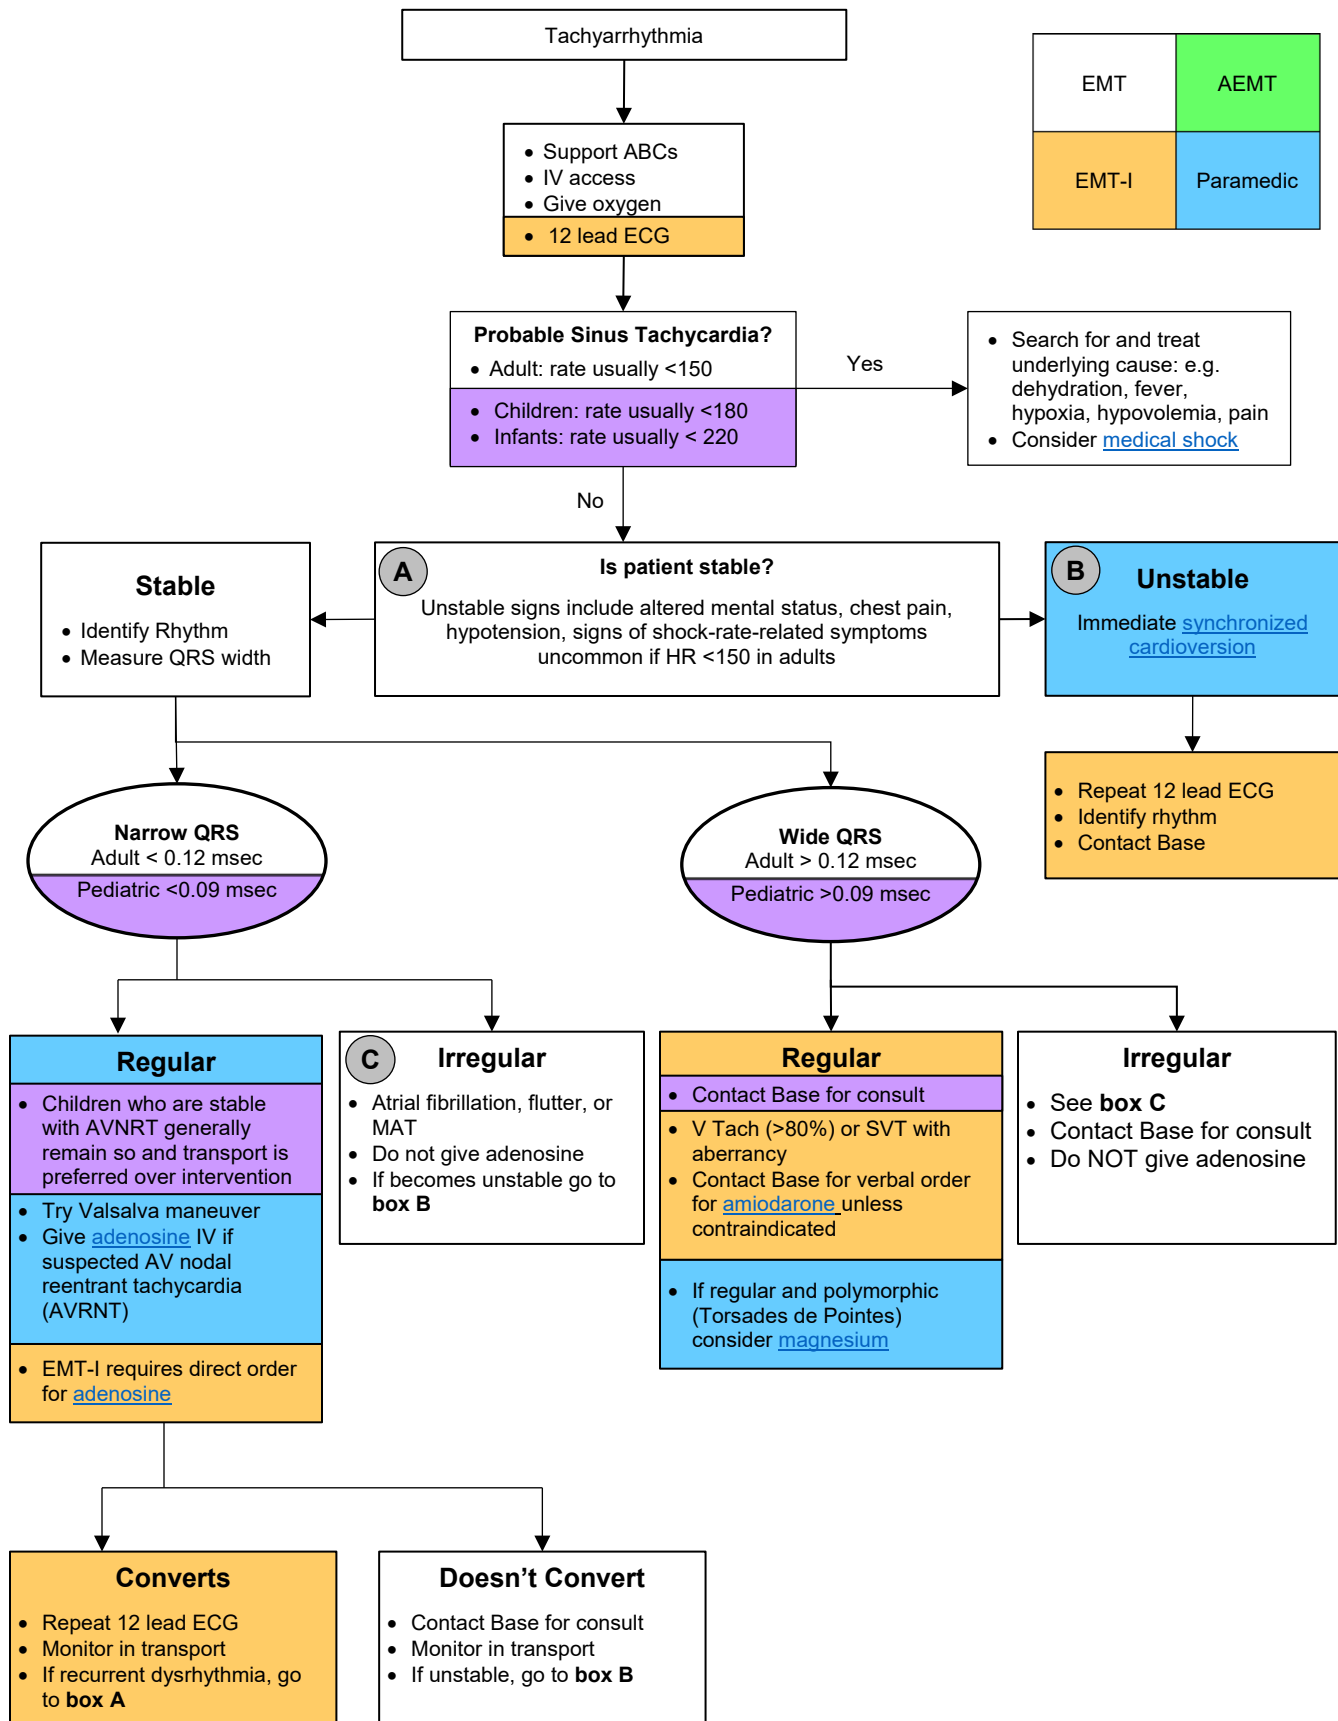 Tachyarrhythmia
EMT
AEMT
EMT-I
Paramedic
• Support ABCs
• IV access
• Give oxygen
• 12 lead ECG
Probable Sinus Tachycardia?
• Adult: rate usually <150
• Children: rate usually <180
• Infants: rate usually < 220
Yes
• Search for and treat
underlying cause: e.g.
dehydration, fever,
hypoxia, hypovolemia, pain
• Consider medical shock
No
Stable
• Identify Rhythm
• Measure QRS width
A
Is patient stable?
Unstable signs include altered mental status, chest pain,
hypotension, signs of shock-rate-related symptoms
uncommon if HR <150 in adults
B
Unstable
Immediate synchronized
cardioversion
• Repeat 12 lead ECG
• Identify rhythm
• Contact Base
Narrow QRS
Adult < 0.12 msec
Pediatric <0.09 msec
Wide QRS
Adult > 0.12 msec
Pediatric >0.09 msec
Regular
• Children who are stable
with AVNRT generally
remain so and transport is
preferred over intervention
• Try Valsalva maneuver
• Give adenosine IV if
suspected AV nodal
reentrant tachycardia
(AVRNT)
• EMT-I requires direct order
for adenosine
C
Irregular
• Atrial fibrillation, flutter, or
MAT
• Do not give adenosine
• If becomes unstable go to
box B
Regular
• Contact Base for consult
• V Tach (>80%) or SVT with
aberrancy
• Contact Base for verbal order
for amiodarone unless
contraindicated
• If regular and polymorphic
(Torsades de Pointes)
consider magnesium
Irregular
• See box C
• Contact Base for consult
• Do NOT give adenosine
Converts
• Repeat 12 lead ECG
• Monitor in transport
• If recurrent dysrhythmia, go
to box A
Doesn’t Convert
• Contact Base for consult
• Monitor in transport
• If unstable, go to box B